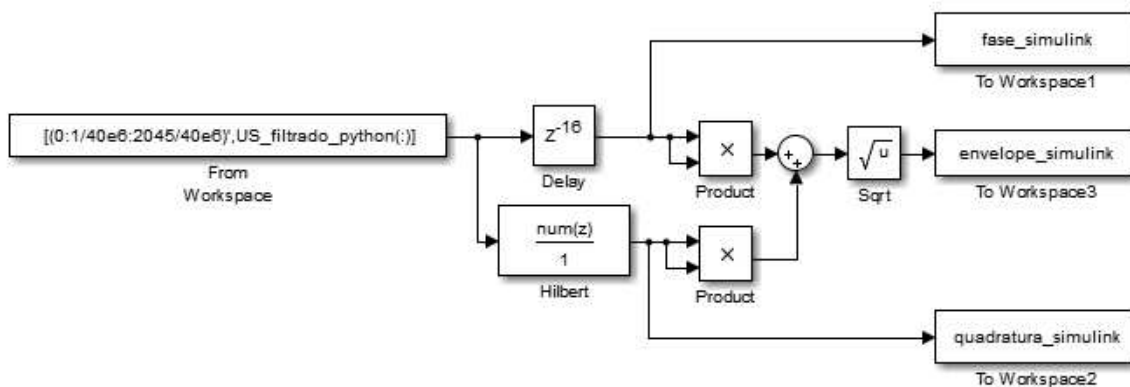 fase_simulink
To Workspace1
[(0:1/40e6:2045/40e6)',US_filtrado_python(:)]
From
Workspace
Z-16
Delay
×
Product
+
+
√u
Sqrt
envelope_simulink
To Workspace3
num(z)
1
Hilbert
×
Product
quadratura_simulink
To Workspace2